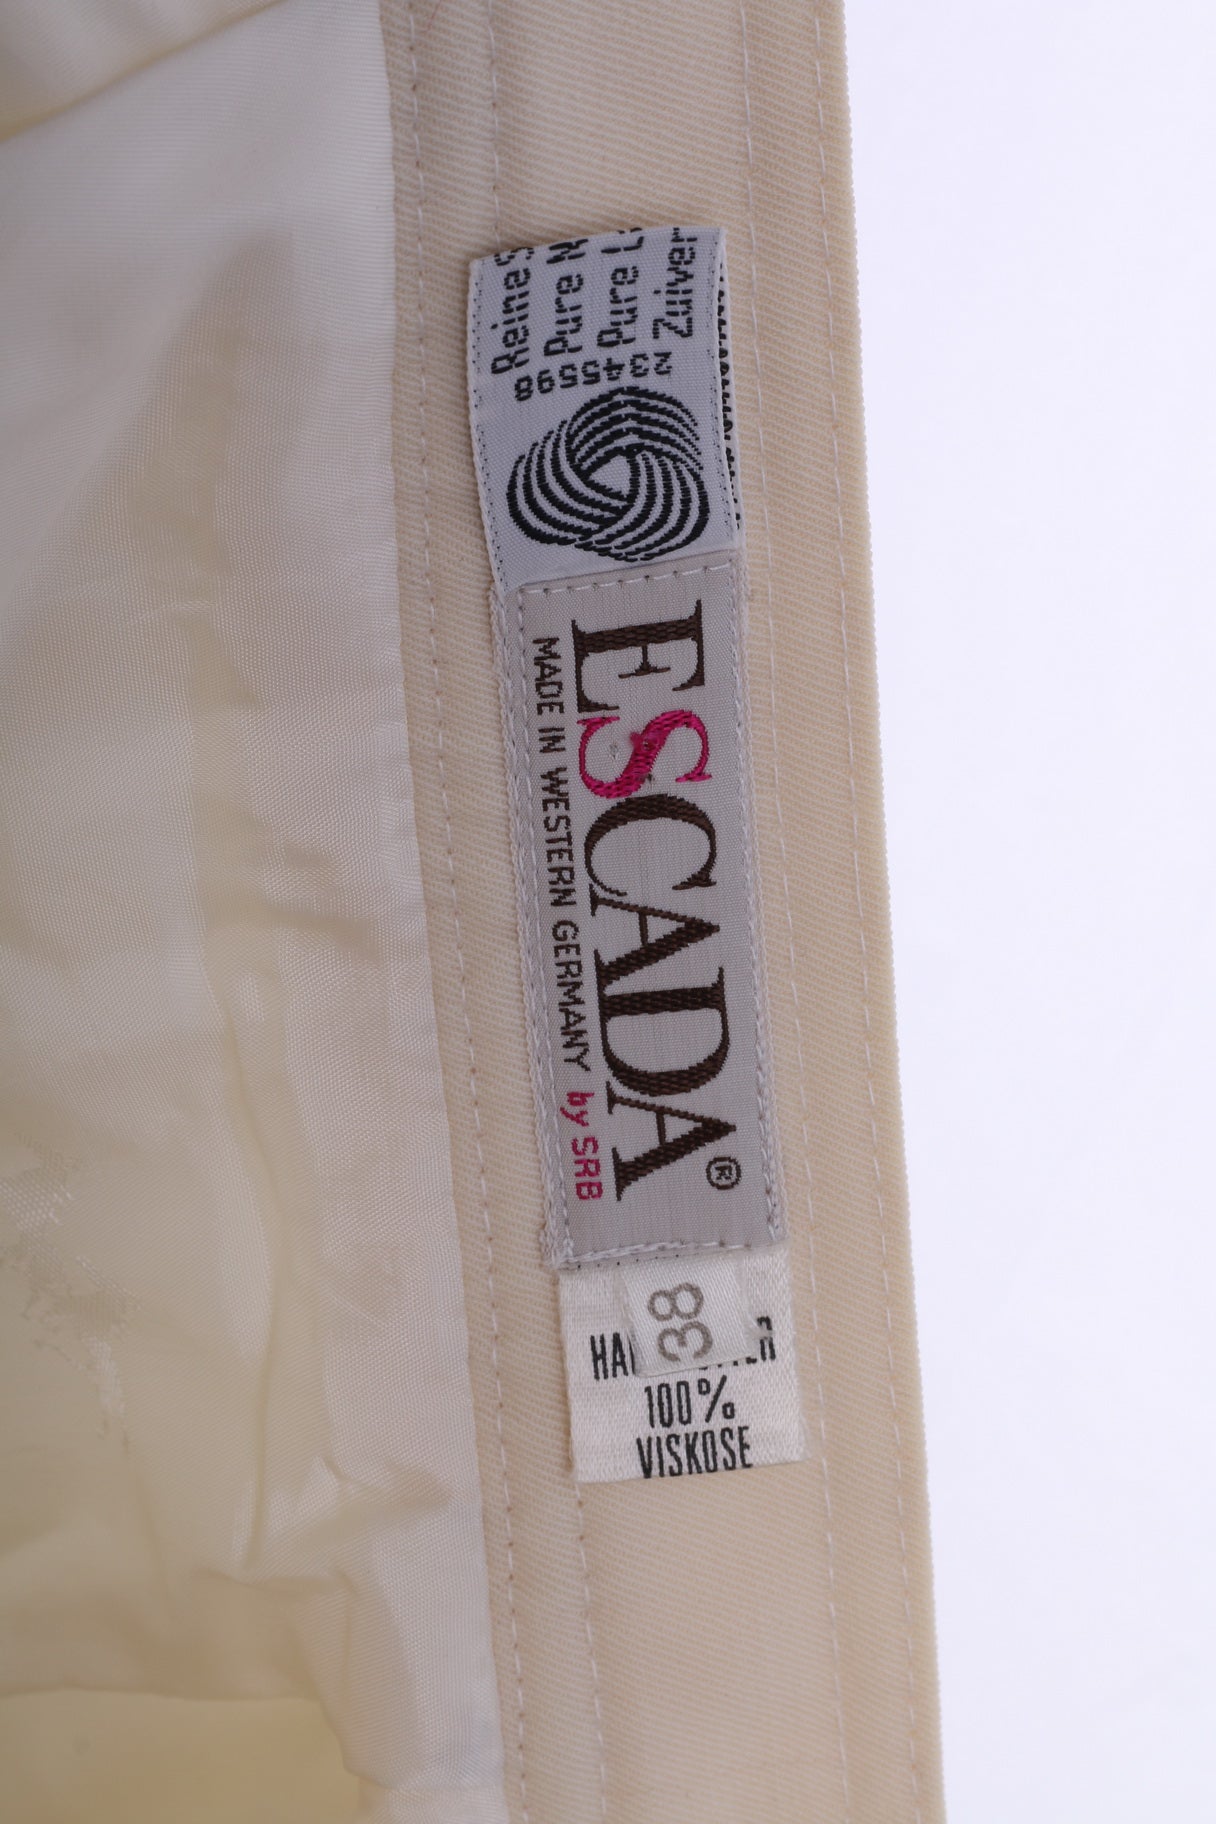 Reine
Pure
Pure
Zuiver
2345598
ESCADA®
MADE IN WESTERN GERMANY by SRB
38
100%
VISKOSE